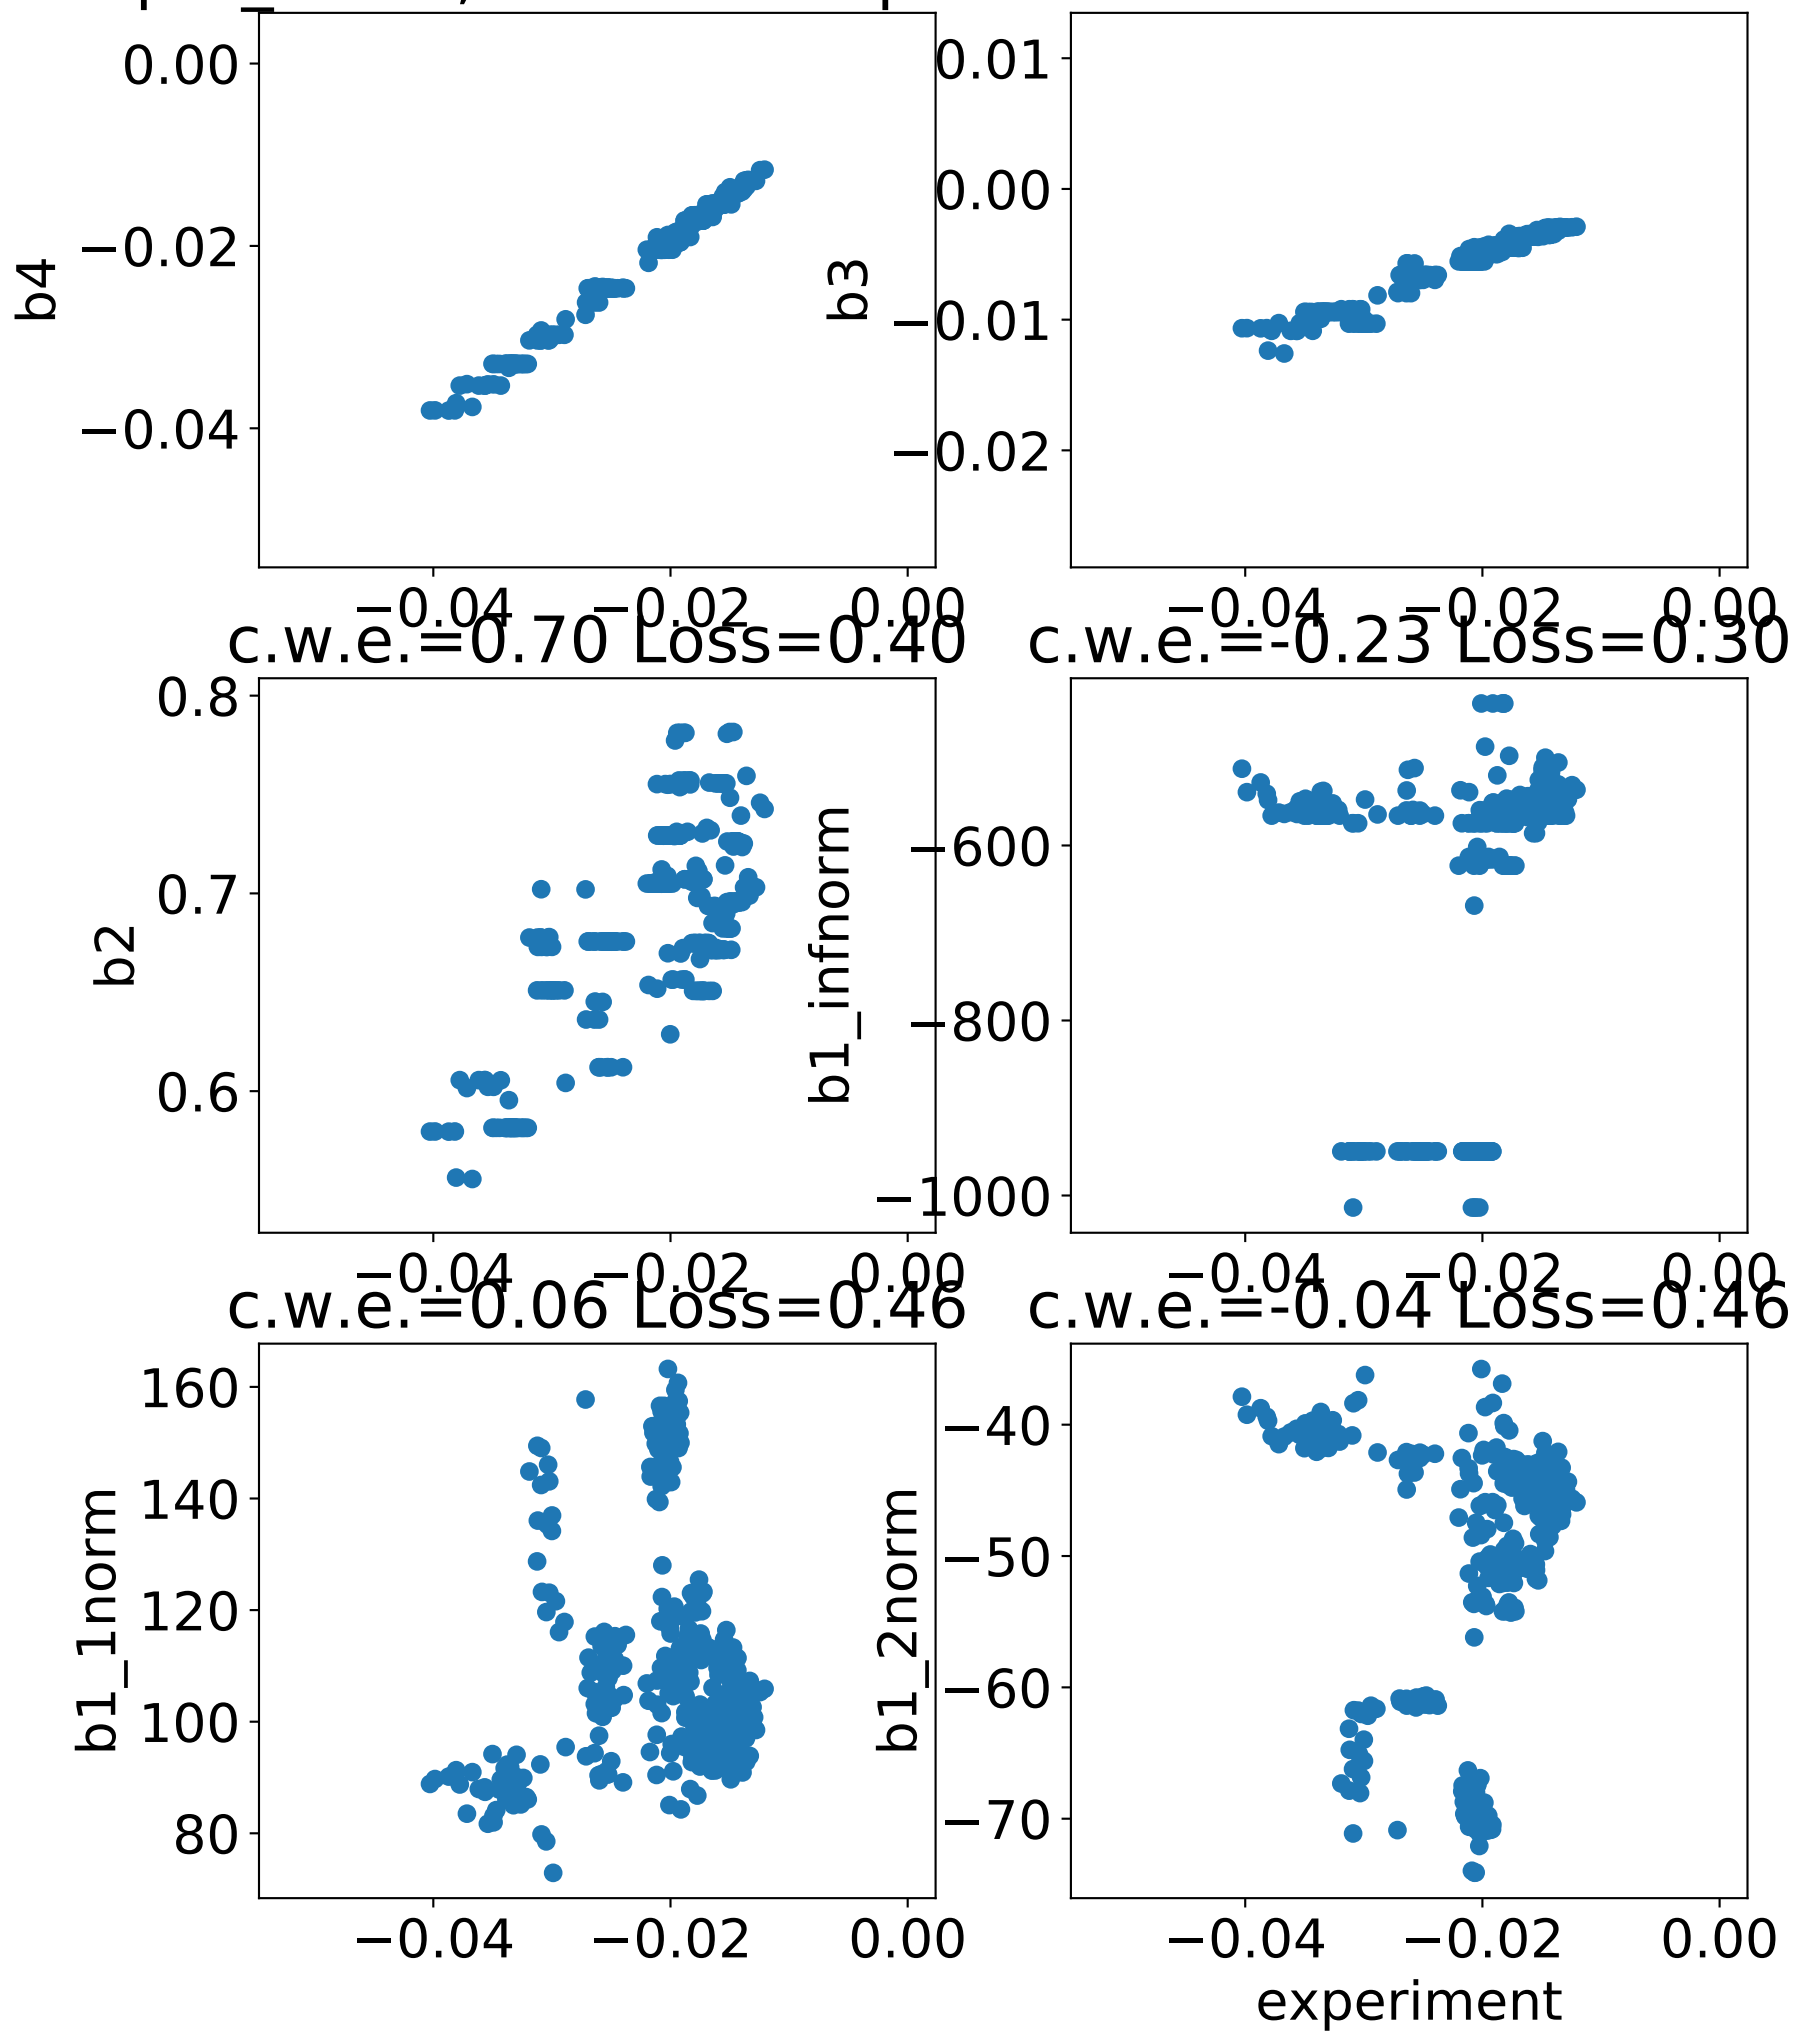 0.00
−0.02
−0.04
b4
−0.04 −0.02 0.00
0.01
0.00
−0.01
−0.02
b3
−0.04 −0.02 0.00
c.w.e.=0.70 Loss=0.40
0.8
0.7
0.6
b2
−0.04 −0.02 0.00
c.w.e.=-0.23 Loss=0.30
−600
−800
−1000
b1_infnorm
−0.04 −0.02 0.00
c.w.e.=0.06 Loss=0.46
160
140
120
100
80
b1_1norm
−0.04 −0.02 0.00
c.w.e.=-0.04 Loss=0.46
−40
−50
−60
−70
b1_2norm
−0.04 −0.02 0.00
experiment